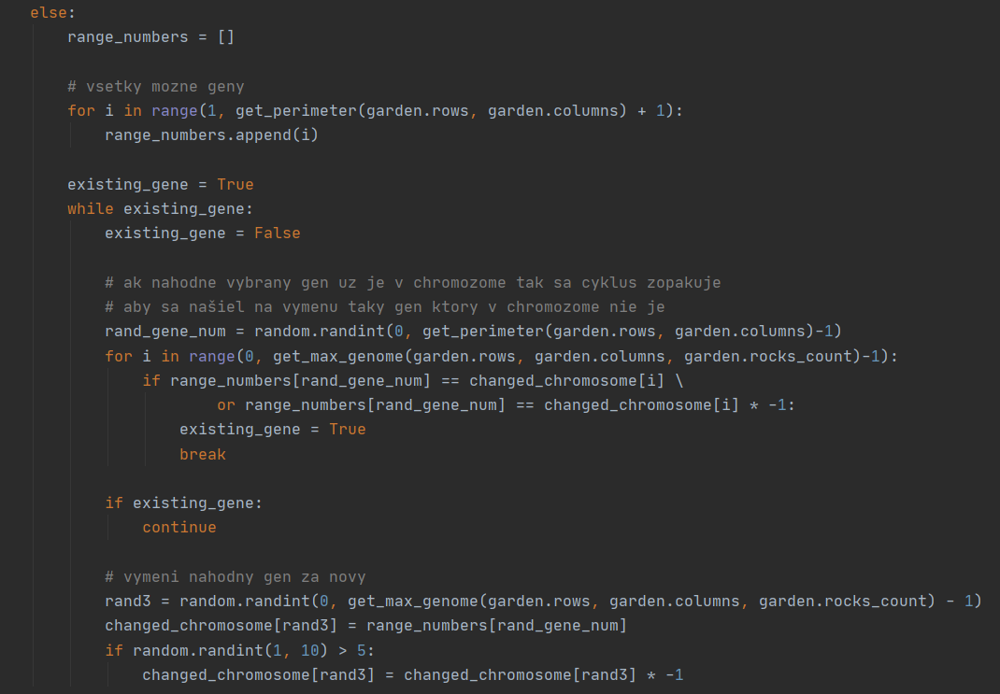 else:
range_numbers = []
# vsetky mozne geny
for i in range(1, get_perimeter(garden.rows, garden.columns) + 1):
range_numbers.append(i)
existing_gene = True
while existing_gene:
existing_gene = False
# ak nahodne vybrany gen uz je v chromozome tak sa cyklus zopakuje
# aby sa našiel na vymenu taky gen ktory v chromozome nie je
rand_gene_num = random.randint(0, get_perimeter(garden.rows, garden.columns)-1)
for i in range(0, get_max_genome(garden.rows, garden.columns, garden.rocks_count)-1):
if range_numbers[rand_gene_num] == changed_chromosome[i] \
or range_numbers[rand_gene_num] == changed_chromosome[i] * -1:
existing_gene = True
break
if existing_gene:
continue
# vymeni nahodny gen za novy
rand3 = random.randint(0, get_max_genome(garden.rows, garden.columns, garden.rocks_count) - 1)
changed_chromosome[rand3] = range_numbers[rand_gene_num]
if random.randint(1, 10) > 5:
changed_chromosome[rand3] = changed_chromosome[rand3] * -1